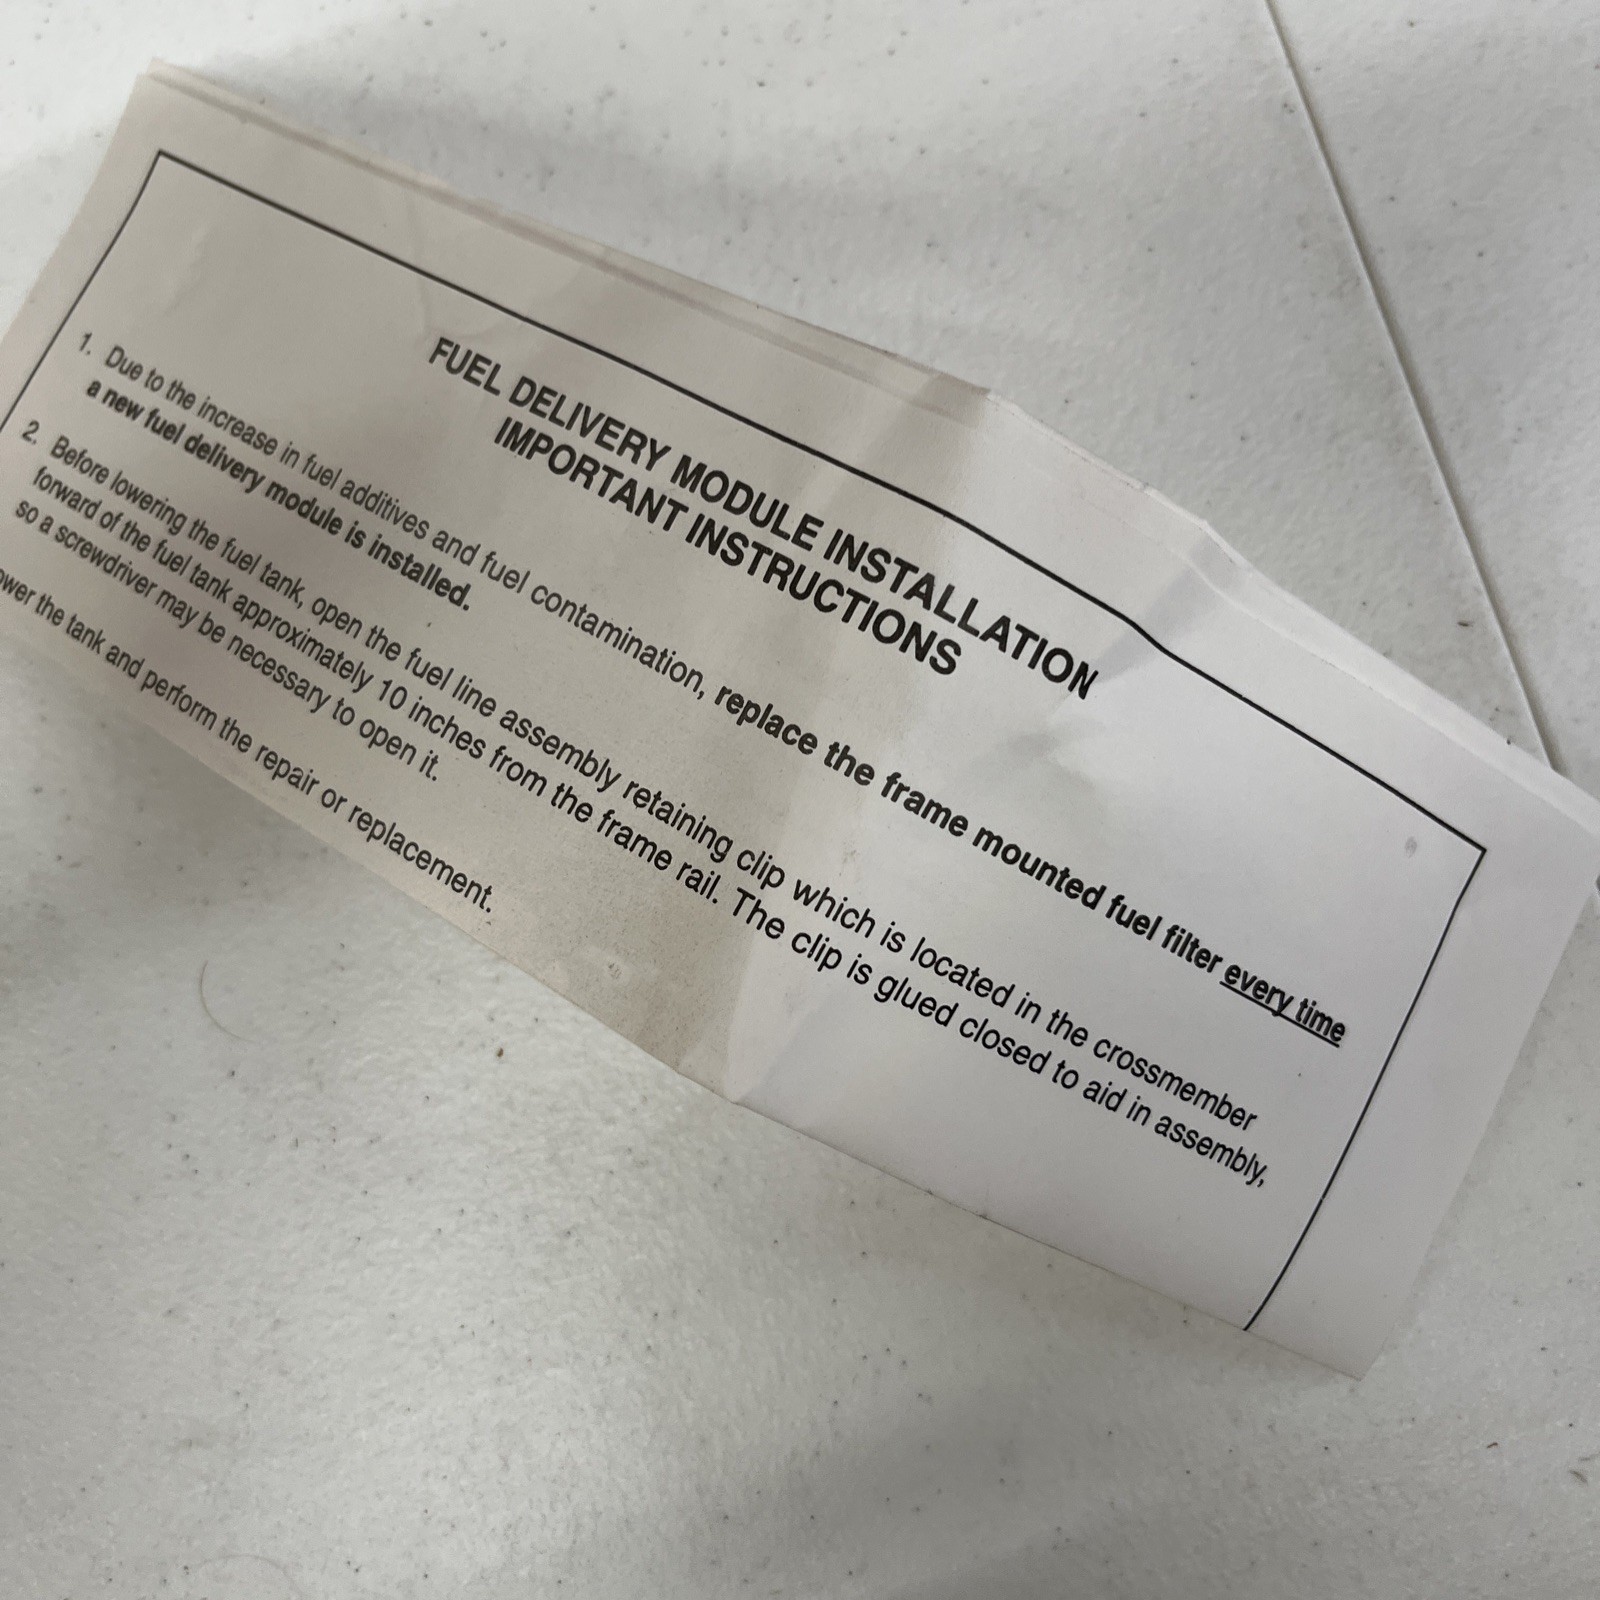 FUEL DELIVERY MODULE INSTALLATION
IMPORTANT INSTRUCTIONS
1. Due to the increase in fuel additives and fuel contamination, replace the frame mounted fuel filter every time
a new fuel delivery module is installed.
2. Before lowering the fuel tank, open the fuel line assembly retaining clip which is located in the crossmember
forward of the fuel tank approximately 10 inches from the frame rail. The clip is glued closed to aid in assembly,
so a screwdriver may be necessary to open it.
the tank and perform the repair or replacement.